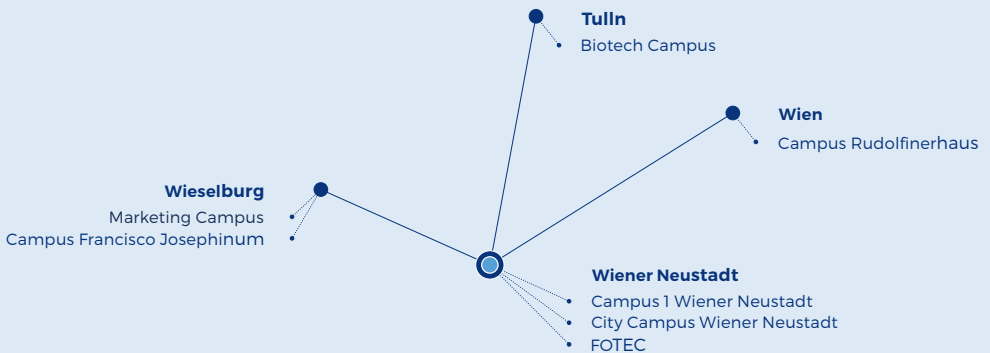 Tulln
Biotech Campus
Wien
Campus Rudolfinerhaus
Wieselburg
Marketing Campus
Campus Francisco Josephinum
Wiener Neustadt
Campus 1 Wiener Neustadt
City Campus Wiener Neustadt
FOTEC